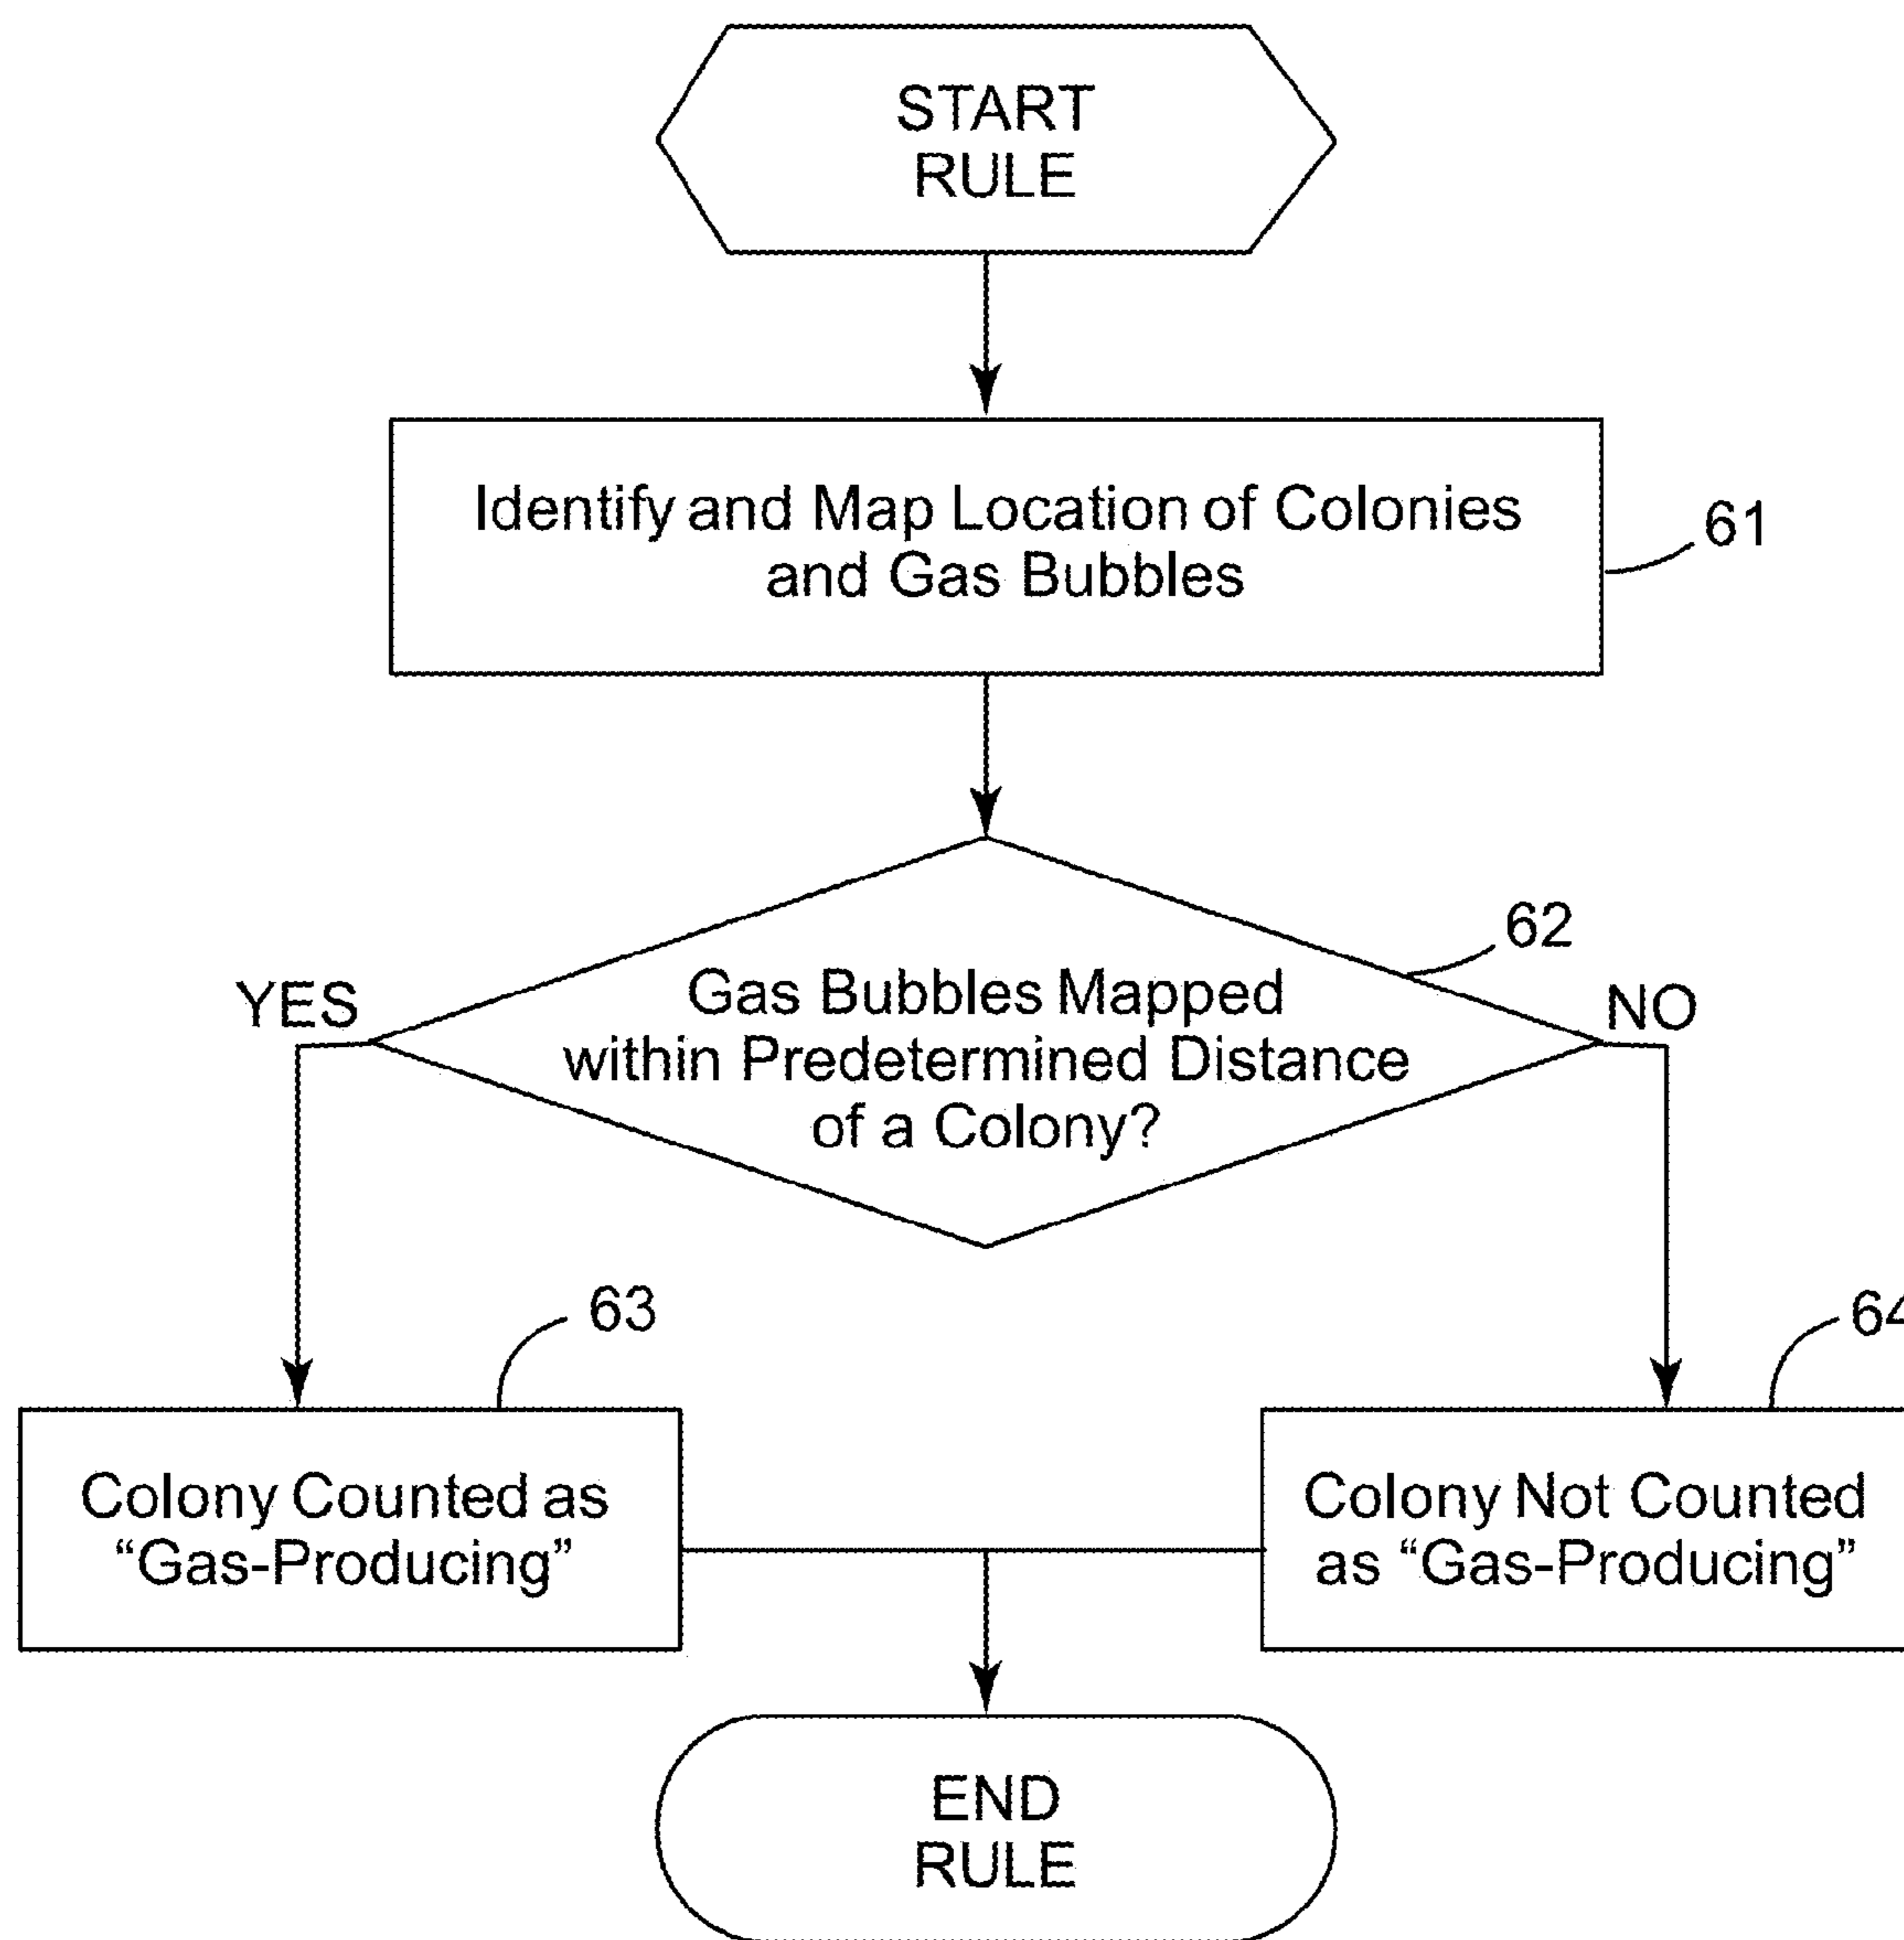 START
RULE
Identify and Map Location of Colonies
and Gas Bubbles
61
62
YES
Gas Bubbles Mapped
within Predetermined Distance
of a Colony?
NO
63
64
Colony Counted as
“Gas-Producing”
Colony Not Counted
as “Gas-Producing”
END
RULE